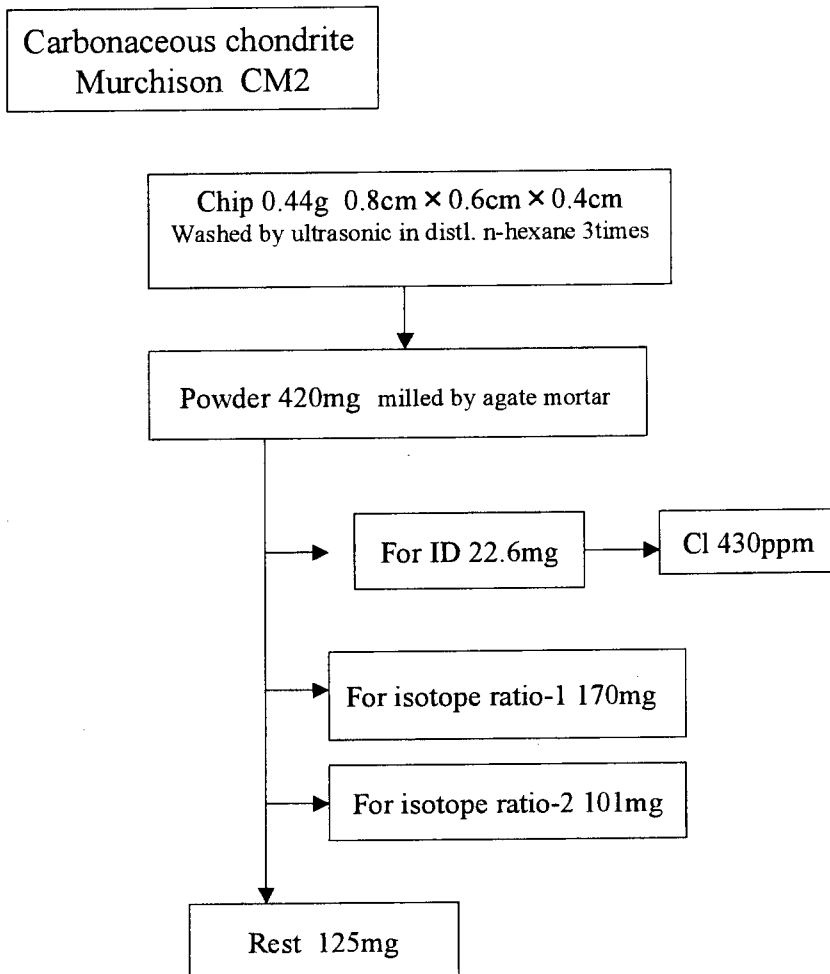 Carbonaceous chondrite
Murchison CM2
Chip 0.44g 0.8cm × 0.6cm × 0.4cm
Washed by ultrasonic in distl. n-hexane 3times
Powder 420mg milled by agate mortar
For ID 22.6mg
Cl 430ppm
For isotope ratio-1 170mg
For isotope ratio-2 101mg
Rest 125mg